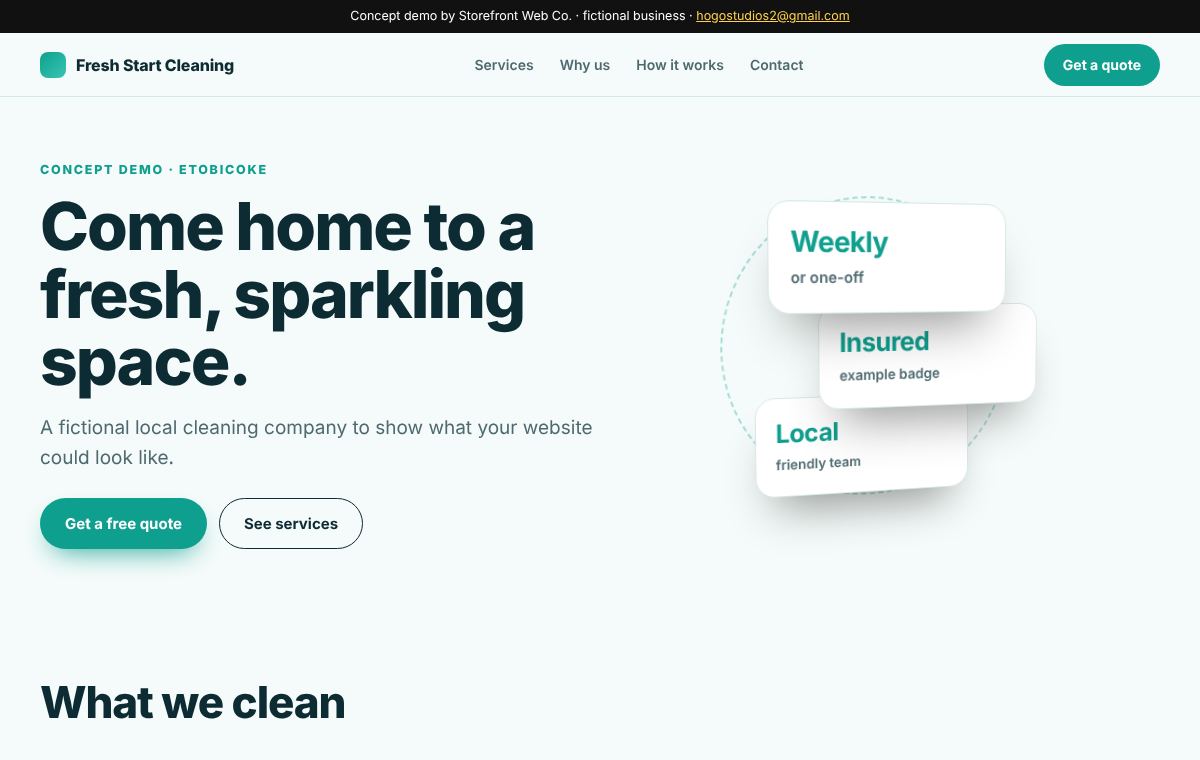 Concept demo by Storefront Web Co. · fictional business · hogostudios2@gmail.com
Fresh Start Cleaning
Services
Why us
How it works
Contact
Get a quote
CONCEPT DEMO · ETOBICOKE
Come home to a
fresh, sparkling
space.
A fictional local cleaning company to show what your website
could look like.
Get a free quote
See services
Weekly
or one-off
Insured
example badge
Local
friendly team
What we clean